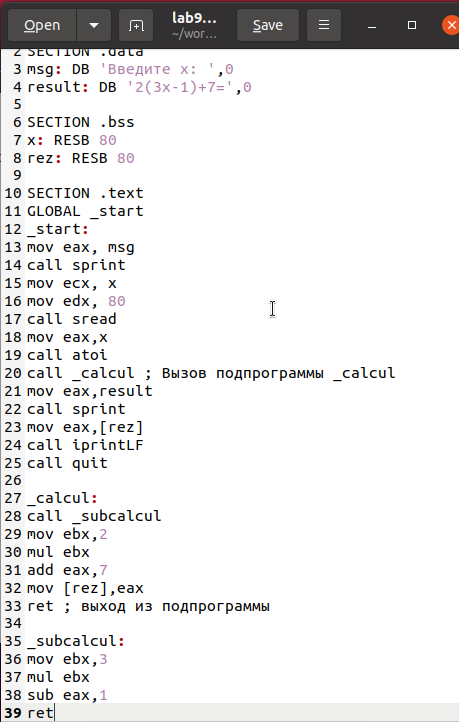 Open
lab9...
~/wor...
Save
2 SECTION .data
3 msg: DB 'Введите x: ',0
4 result: DB '2(3x-1)+7=',0
5
6 SECTION .bss
7 x: RESB 80
8 rez: RESB 80
9
10 SECTION .text
11 GLOBAL _start
12 _start:
13 mov eax, msg
14 call sprint
15 mov ecx, x
16 mov edx, 80
17 call sread
18 mov eax,x
19 call atoi
20 call _calcul ; Вызов подпрограммы _calcul
21 mov eax,result
22 call sprint
23 mov eax,[rez]
24 call iprintLF
25 call quit
26
27 _calcul:
28 call _subcalcul
29 mov ebx,2
30 mul ebx
31 add eax,7
32 mov [rez],eax
33 ret ; выход из подпрограммы
34
35 _subcalcul:
36 mov ebx,3
37 mul ebx
38 sub eax,1
39 ret